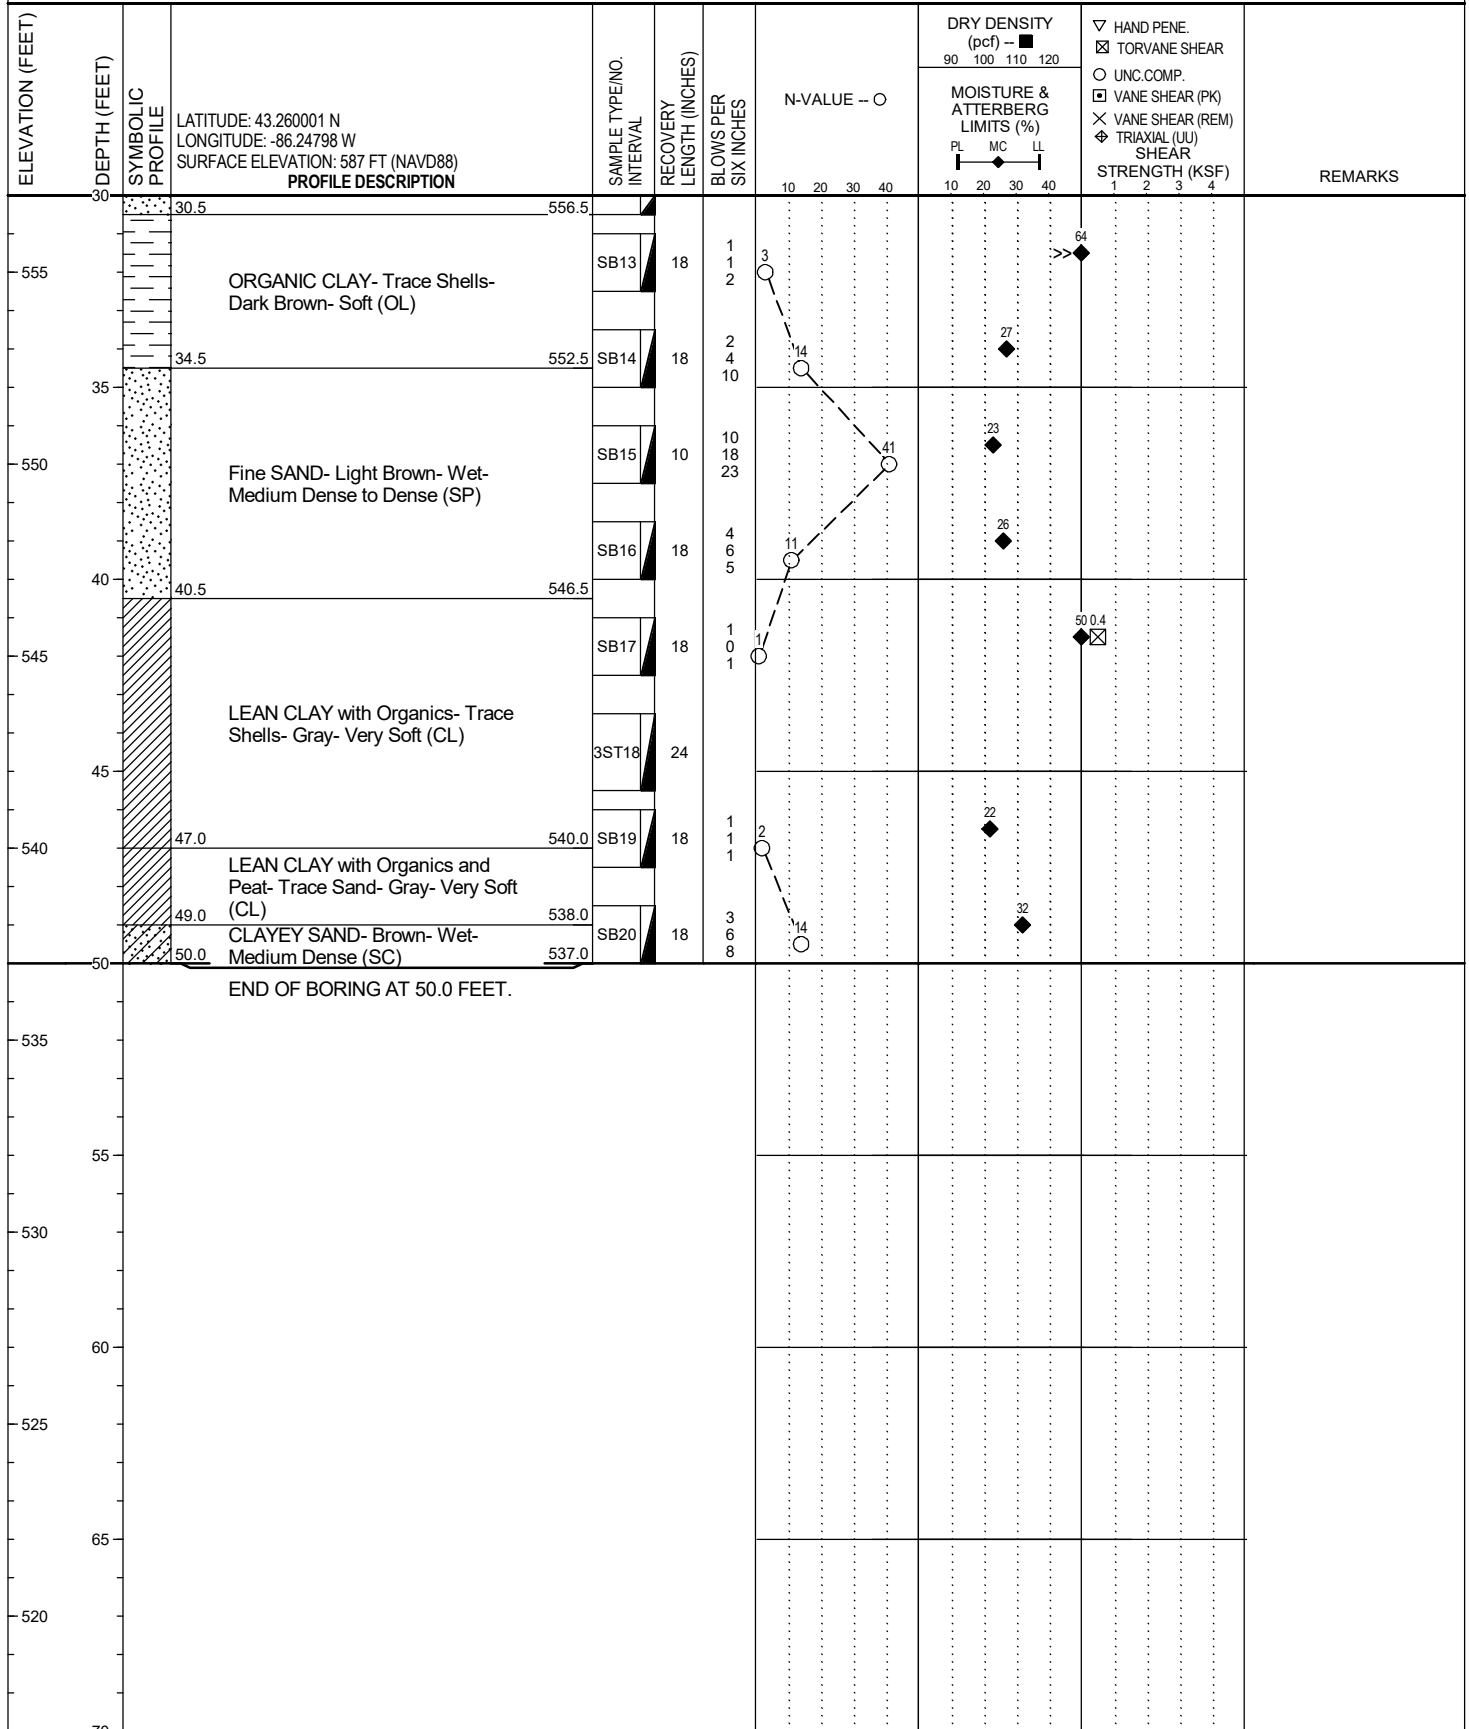 ELEVATION (FEET)
DEPTH (FEET)
SYMBOLIC
PROFILE
LATITUDE: 43.260001 N
LONGITUDE: -86.24798 W
SURFACE ELEVATION: 587 FT (NAVD88)
PROFILE DESCRIPTION
SAMPLE TYPE/NO.
INTERVAL
RECOVERY
LENGTH (INCHES)
BLOWS PER
SIX INCHES
N-VALUE -- O
10 20 30 40
DRY DENSITY
(pcf) -- ■
90 100 110 120
MOISTURE &
ATTERBERG
LIMITS (%)
PL MC LL
10 20 30 40
▽ HAND PENE.
☒ TORVANE SHEAR
○ UNC.COMP.
⊡ VANE SHEAR (PK)
× VANE SHEAR (REM)
TRIAXIAL (UU)
SHEAR
STRENGTH (KSF)
1 2 3 4
REMARKS
30
30.5 556.5
64
>>
1
1
2
3
SB13 18
555
ORGANIC CLAY- Trace Shells-
Dark Brown- Soft (OL)
27
2
4
10
14
34.5 552.5 SB14 18
35
23
10
18
23
41
SB15 10
550
Fine SAND- Light Brown- Wet-
Medium Dense to Dense (SP)
26
4
6
5
11
SB16 18
40
40.5 546.5
50 0.4
1
0
1
1
SB17 18
545
LEAN CLAY with Organics- Trace
Shells- Gray- Very Soft (CL)
3ST18 24
45
22
1
1
1
2
47.0 540.0 SB19 18
540
LEAN CLAY with Organics and
Peat- Trace Sand- Gray- Very Soft
(CL)
32
49.0 538.0
3
6
8
14
SB20 18
CLAYEY SAND- Brown- Wet-
Medium Dense (SC)
50.0 537.0
50
END OF BORING AT 50.0 FEET.
535
55
530
60
525
65
520